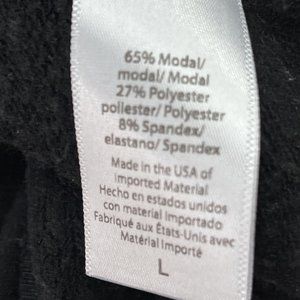 65% Modal/
modal/ Modal
27% Polyester
poliester/ Polyester
8% Spandex/
elastano/ Spandex
Made in the USA of
imported Material
Hecho en estados unidos
con material Importado
Fabriqué aux États-Unis avec
Matérial Importé
L